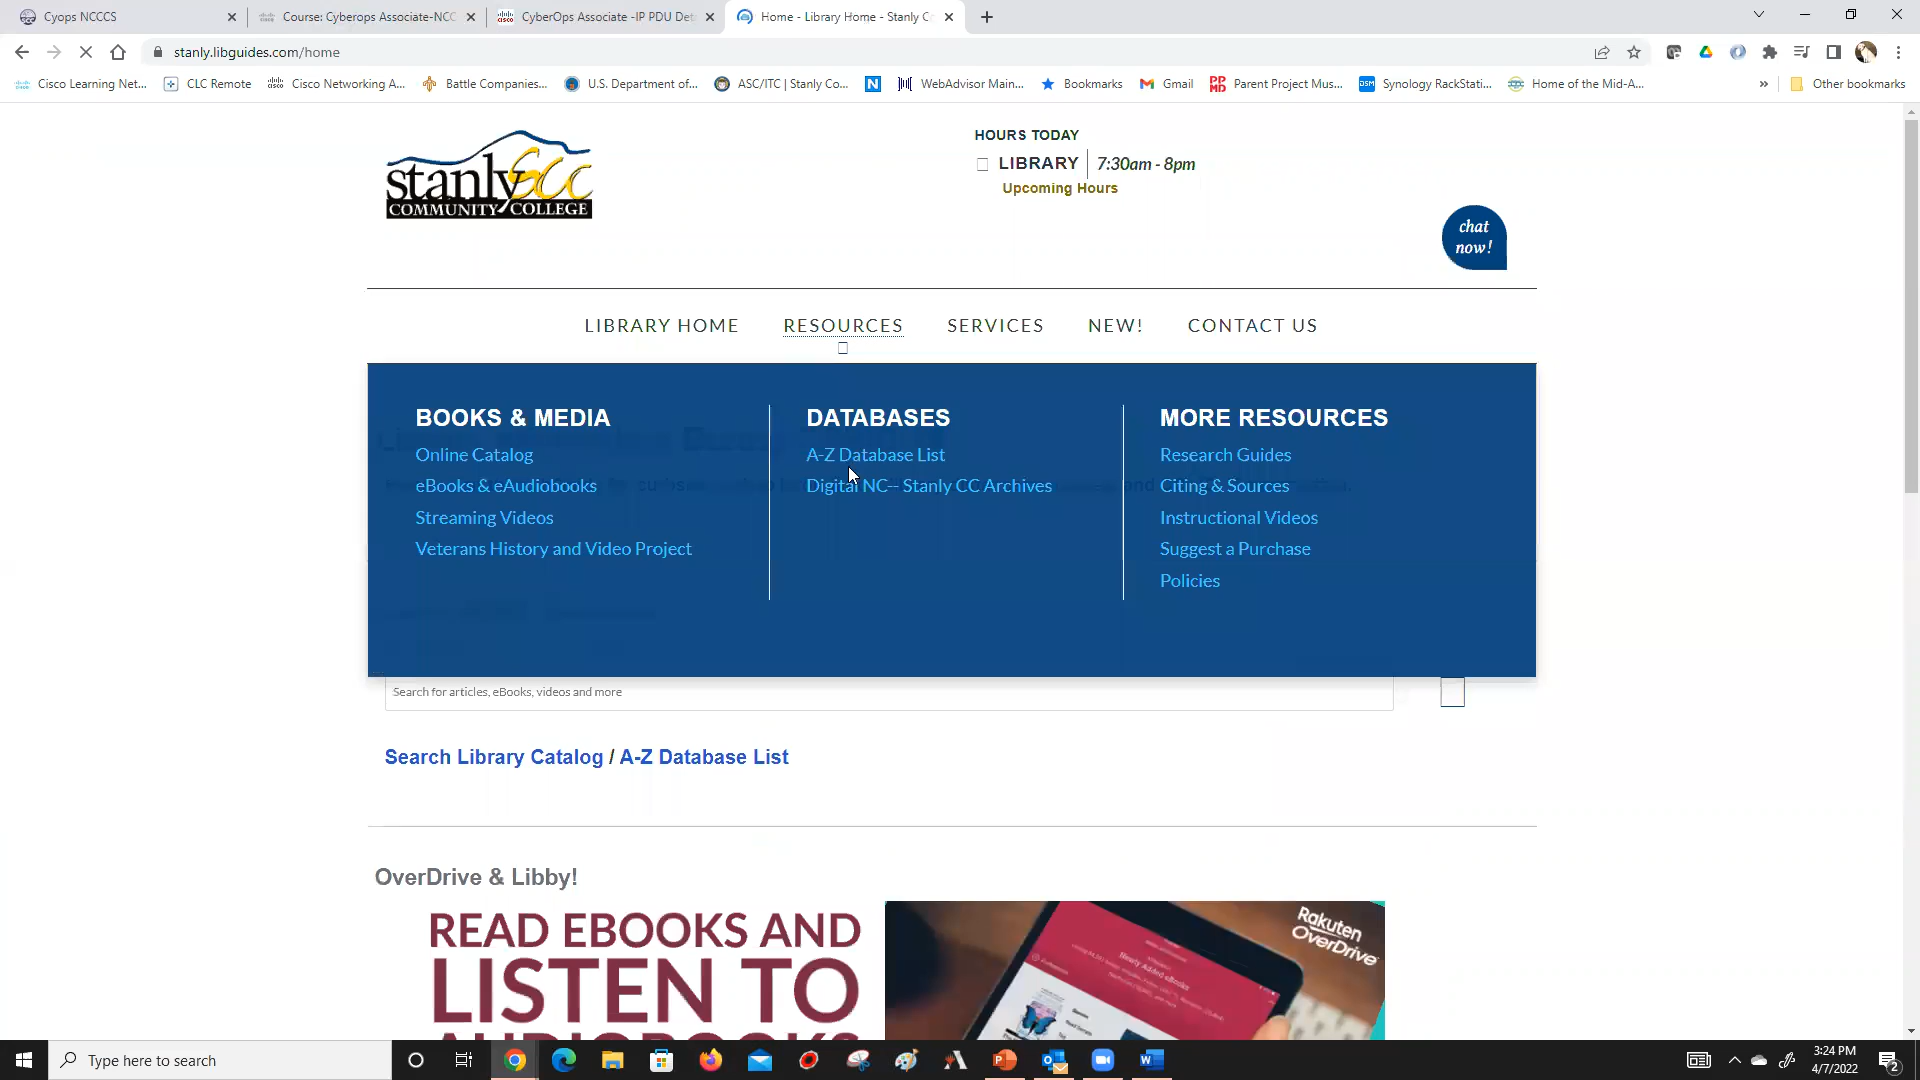 Cyops NCCCS
Course: Cyberops Associate-NCC
CyberOps Associate -IP PDU Det
Home - Library Home - Stanly C
stanly.libguides.com/home
Cisco Learning Net...
CLC Remote
Cisco Networking A...
Battle Companies...
U.S. Department of...
ASC/ITC | Stanly Co...
WebAdvisor Main...
Bookmarks
Gmail
Parent Project Mus...
Synology RackStati...
Home of the Mid-A...
»
Other bookmarks
stanlyscc
COMMUNITY COLLEGE
HOURS TODAY
LIBRARY 7:30am - 8pm
Upcoming Hours
chat
now!
LIBRARY HOME RESOURCES SERVICES NEW! CONTACT US
BOOKS & MEDIA
Online Catalog
eBooks & eAudiobooks
Streaming Videos
Veterans History and Video Project
DATABASES
A-Z Database List
Digital NC-- Stanly CC Archives
MORE RESOURCES
Research Guides
Citing & Sources
Instructional Videos
Suggest a Purchase
Policies
Search for articles, eBooks, videos and more
Search Library Catalog / A-Z Database List
OverDrive & Libby!
READ EBOOKS AND
LISTEN TO
AUDIOBOOKS
Rakuten
OverDrive
Newly Added eBooks
Type here to search
3:24 PM
4/7/2022
2